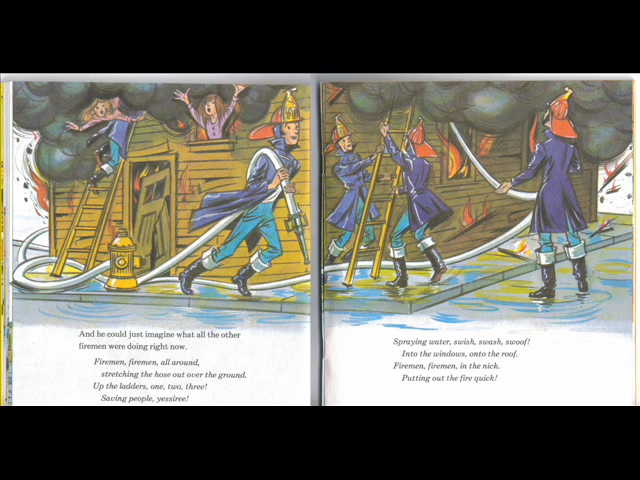 And he could just imagine what all the other
firemen were doing right now.
Firemen, firemen, all around,
stretching the hose out over the ground.
Up the ladders, one, two, three!
Saving people, yessiree!
Spraying water, swish, swash, swoof!
Into the windows, onto the roof.
Firemen, firemen, in the nick.
Putting out the fire quick!